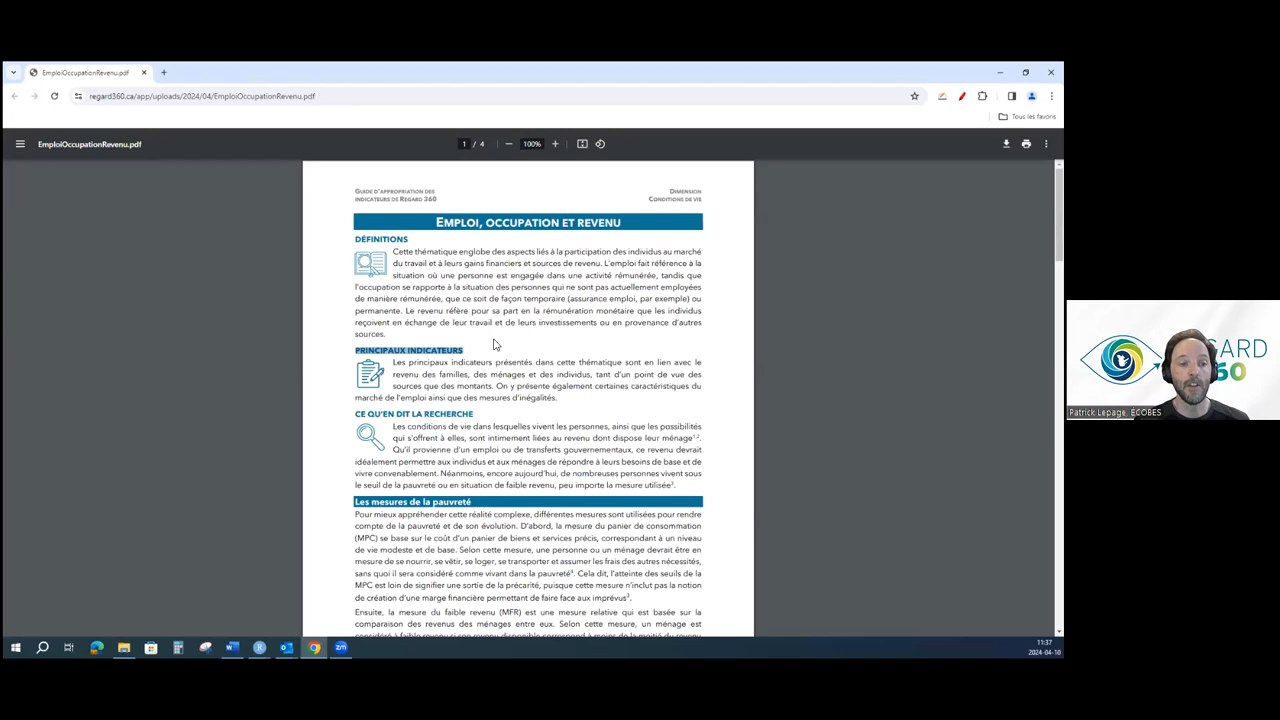 EmploiOccupationRevenu.pdf
regard360.ca/app/uploads/2024/04/EmploiOccupationRevenu.pdf
Tous les favoris
EmploiOccupationRevenu.pdf
1 / 4
100%
GUIDE D'APPROPRIATION DES
INDICATEURS DE REGARD 360
DIMENSION
CONDITIONS DE VIE
EMPLOI, OCCUPATION ET REVENU
DÉFINITIONS
Cette thématique englobe des aspects liés à la participation des individus au marché
du travail et à leurs gains financiers et sources de revenu. L'emploi fait référence à la
situation où une personne est engagée dans une activité rémunérée, tandis que
l'occupation se rapporte à la situation des personnes qui ne sont pas actuellement employées
de manière rémunérée, que ce soit de façon temporaire (assurance emploi, par exemple) ou
permanente. Le revenu réfère pour sa part en la rémunération monétaire que les individus
reçoivent en échange de leur travail et de leurs investissements ou en provenance d'autres
sources.
PRINCIPAUX INDICATEURS
Les principaux indicateurs présentés dans cette thématique sont en lien avec le
revenu des familles, des ménages et des individus, tant d'un point de vue des
sources que des montants. On y présente également certaines caractéristiques du
marché de l'emploi ainsi que des mesures d'inégalités.
CE QU'EN DIT LA RECHERCHE
Les conditions de vie dans lesquelles vivent les personnes, ainsi que les possibilités
qui s'offrent à elles, sont intimement liées au revenu dont dispose leur ménage1,2.
Qu'il provienne d'un emploi ou de transferts gouvernementaux, ce revenu devrait
idéalement permettre aux individus et aux ménages de répondre à leurs besoins de base et de
vivre convenablement. Néanmoins, encore aujourd'hui, de nombreuses personnes vivent sous
le seuil de la pauvreté ou en situation de faible revenu, peu importe la mesure utilisée3.
Les mesures de la pauvreté
Pour mieux appréhender cette réalité complexe, différentes mesures sont utilisées pour rendre
compte de la pauvreté et de son évolution. D'abord, la mesure du panier de consommation
(MPC) se base sur le coût d'un panier de biens et services précis, correspondant à un niveau
de vie modeste et de base. Selon cette mesure, une personne ou un ménage devrait être en
mesure de se nourrir, se vêtir, se loger, se transporter et assumer les frais des autres nécessités,
sans quoi il sera considéré comme vivant dans la pauvreté4. Cela dit, l'atteinte des seuils de la
MPC est loin de signifier une sortie de la précarité, puisque cette mesure n'inclut pas la notion
de création d'une marge financière permettant de faire face aux imprévus2.
Ensuite, la mesure du faible revenu (MFR) est une mesure relative qui est basée sur la
comparaison des revenus des ménages entre eux. Selon cette mesure, un ménage est
considéré à faible revenu si son revenu disponible correspond à moins de la moitié du revenu
11:37
2024-04-10
GARD
60
Patrick Lepage, ECOBES